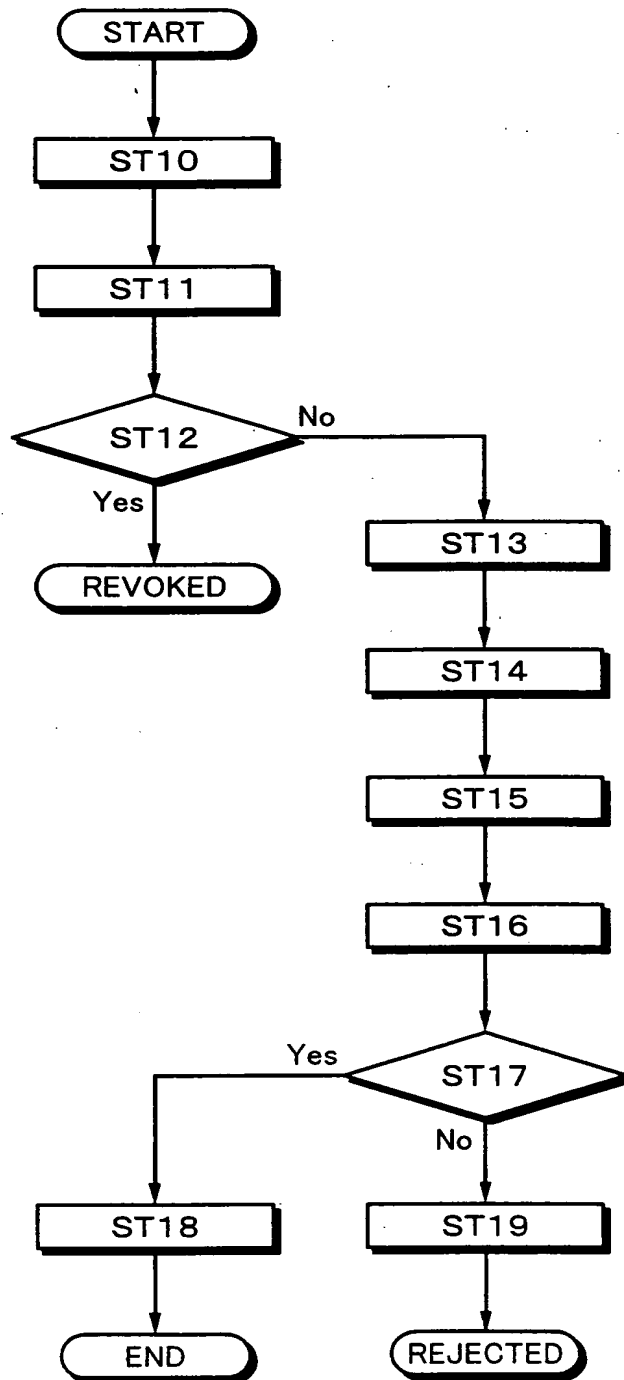 START
ST10
ST11
ST12
No
Yes
REVOKED
ST13
ST14
ST15
ST16
Yes
ST17
No
ST18
ST19
END
REJECTED